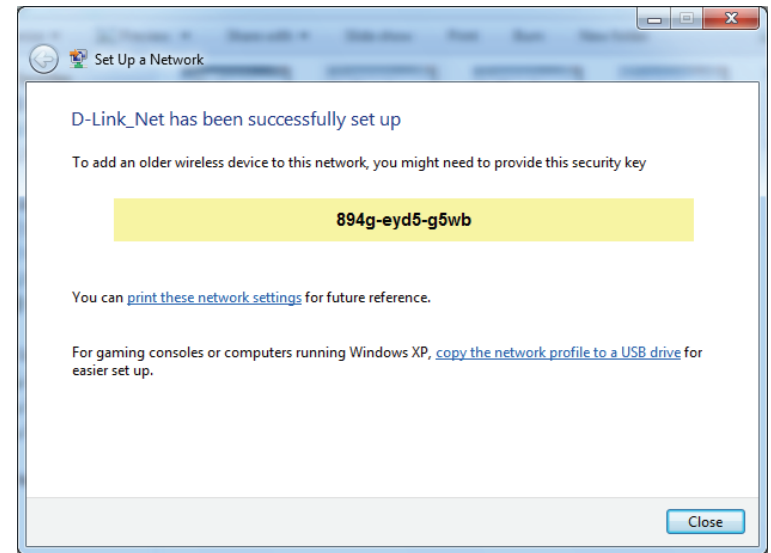 Set Up a Network
D-Link_Net has been successfully set up
To add an older wireless device to this network, you might need to provide this security key
894g-eyd5-g5wb
You can print these network settings for future reference.
For gaming consoles or computers running Windows XP, copy the network profile to a USB drive for
easier set up.
Close